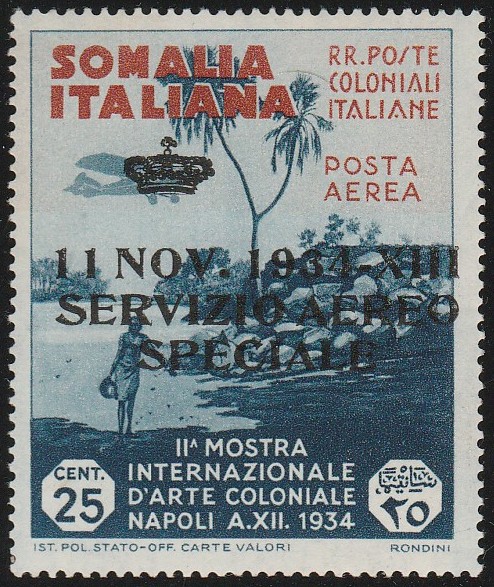 SOMALIA
ITALIANA
RR.POSTE
COLONIALI
ITALIANE
POSTA
AEREA
11 NOV. 1934-XIII
SERVIZIO AEREO
SPECIALE
IIᴬ MOSTRA
INTERNAZIONALE
D'ARTE COLONIALE
NAPOLI A.XII. 1934
CENT.
25
٢٥
IST. POL. STATO-OFF. CARTE VALORI
RONDINI